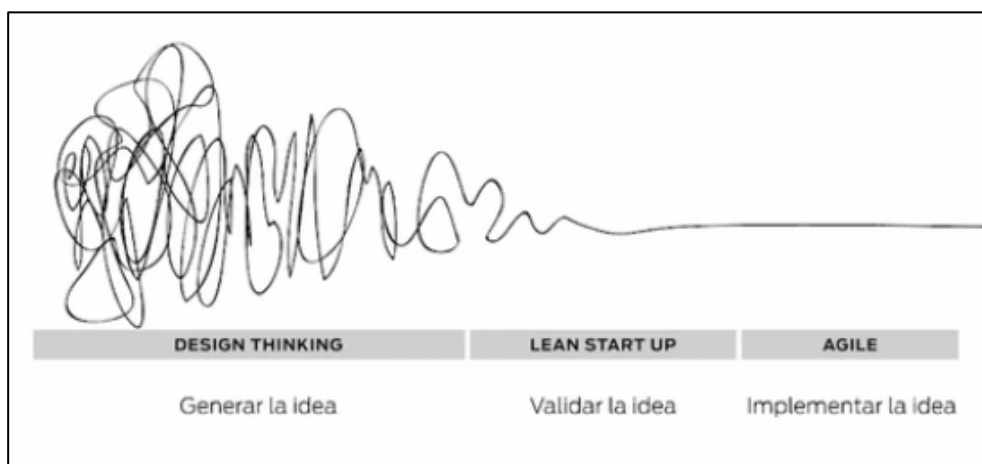 DESIGN THINKING LEAN START UP AGILE
Generar la idea Validar la idea Implementar la idea